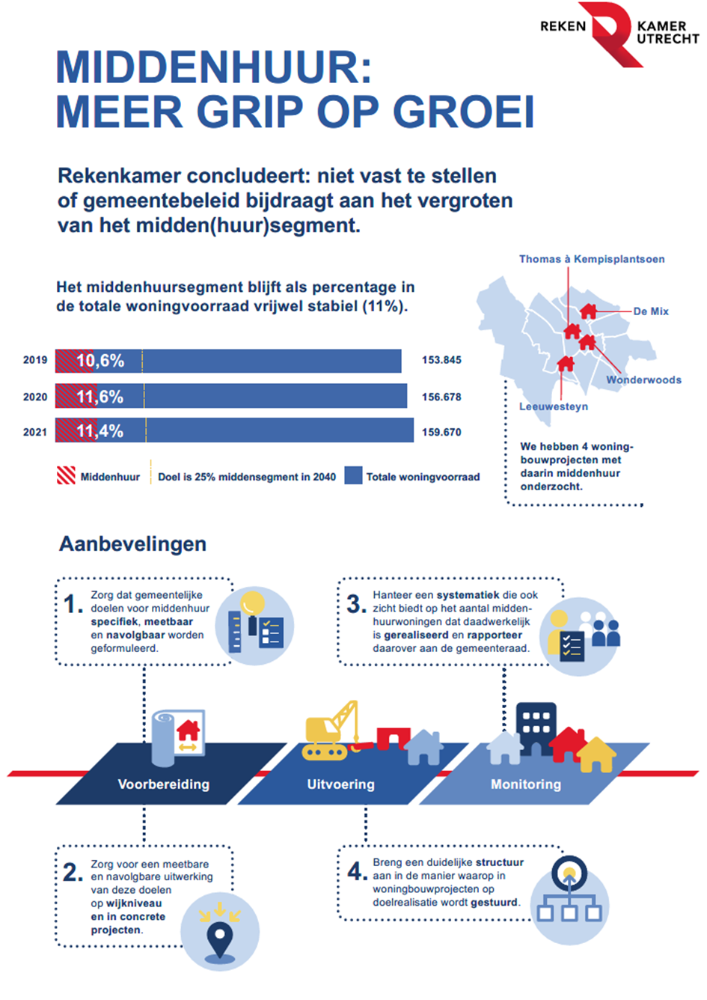 REKEN KAMER
UTRECHT
MIDDENHUUR:
MEER GRIP OP GROEI
Rekenkamer concludeert: niet vast te stellen
of gemeentebeleid bijdraagt aan het vergroten
van het midden(huur)segment.
Het middenhuursegment blijft als percentage in
de totale woningvoorraad vrijwel stabiel (11%).
2019 10,6% 153.845
2020 11,6% 156.678
2021 11,4% 159.670
Middenhuur Doel is 25% middensegment in 2040 Totale woningvoorraad
Thomas à Kempisplantsoen
De Mix
Wonderwoods
Leeuwesteyn
We hebben 4 woning-
bouwprojecten met
daarin middenhuur
onderzocht.
Aanbevelingen
1. Zorg dat gemeentelijke
doelen voor middenhuur
specifiek, meetbaar
en navolgbaar worden
geformuleerd.
3. Hanteer een systematiek die ook
zicht biedt op het aantal midden-
huurwoningen dat daadwerkelijk
is gerealiseerd en rapporteer
daarover aan de gemeenteraad.
Voorbereiding Uitvoering Monitoring
2. Zorg voor een meetbare
en navolgbare uitwerking
van deze doelen
op wijkniveau
en in concrete
projecten.
4. Breng een duidelijke structuur
aan in de manier waarop in
woningbouwprojecten op
doelrealisatie wordt gestuurd.